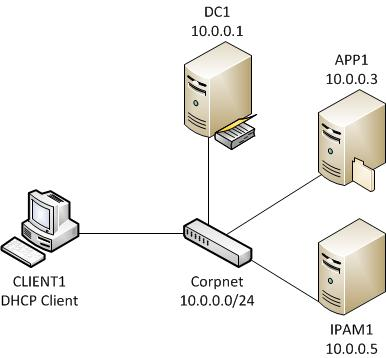 DC1
10.0.0.1
APP1
10.0.0.3
CLIENT1
DHCP Client
Corpnet
10.0.0.0/24
IPAM1
10.0.0.5